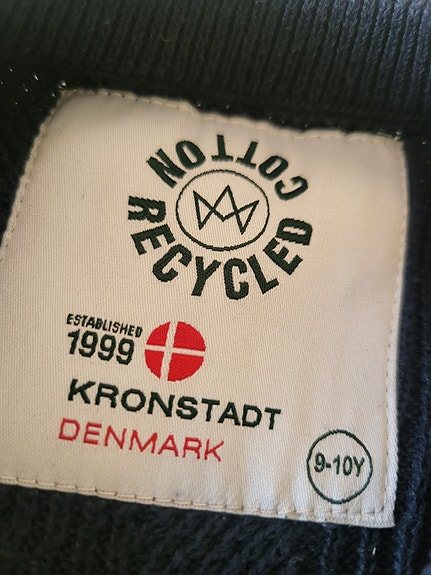 COTTON
RECYCLED
ESTABLISHED
1999
KRONSTADT
DENMARK
9-10Y